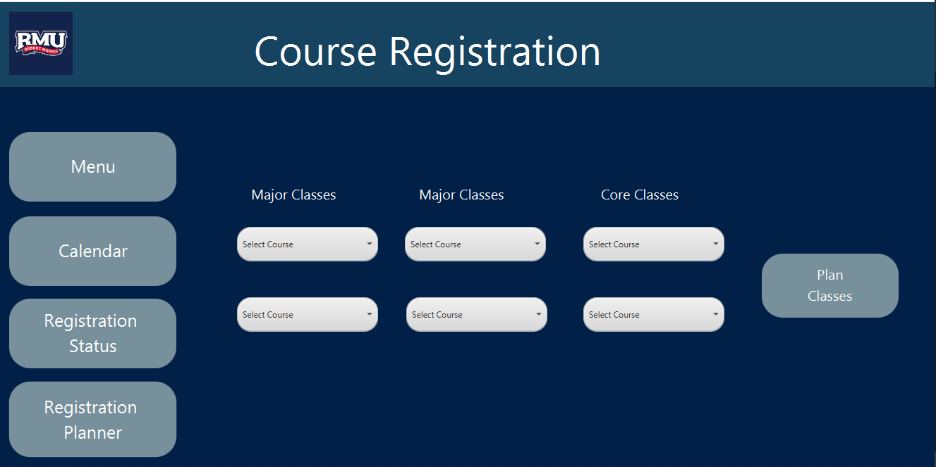 RMU
Course Registration
Menu
Calendar
Registration
Status
Registration
Planner
Major Classes
Major Classes
Core Classes
Select Course
Select Course
Select Course
Select Course
Select Course
Select Course
Plan
Classes